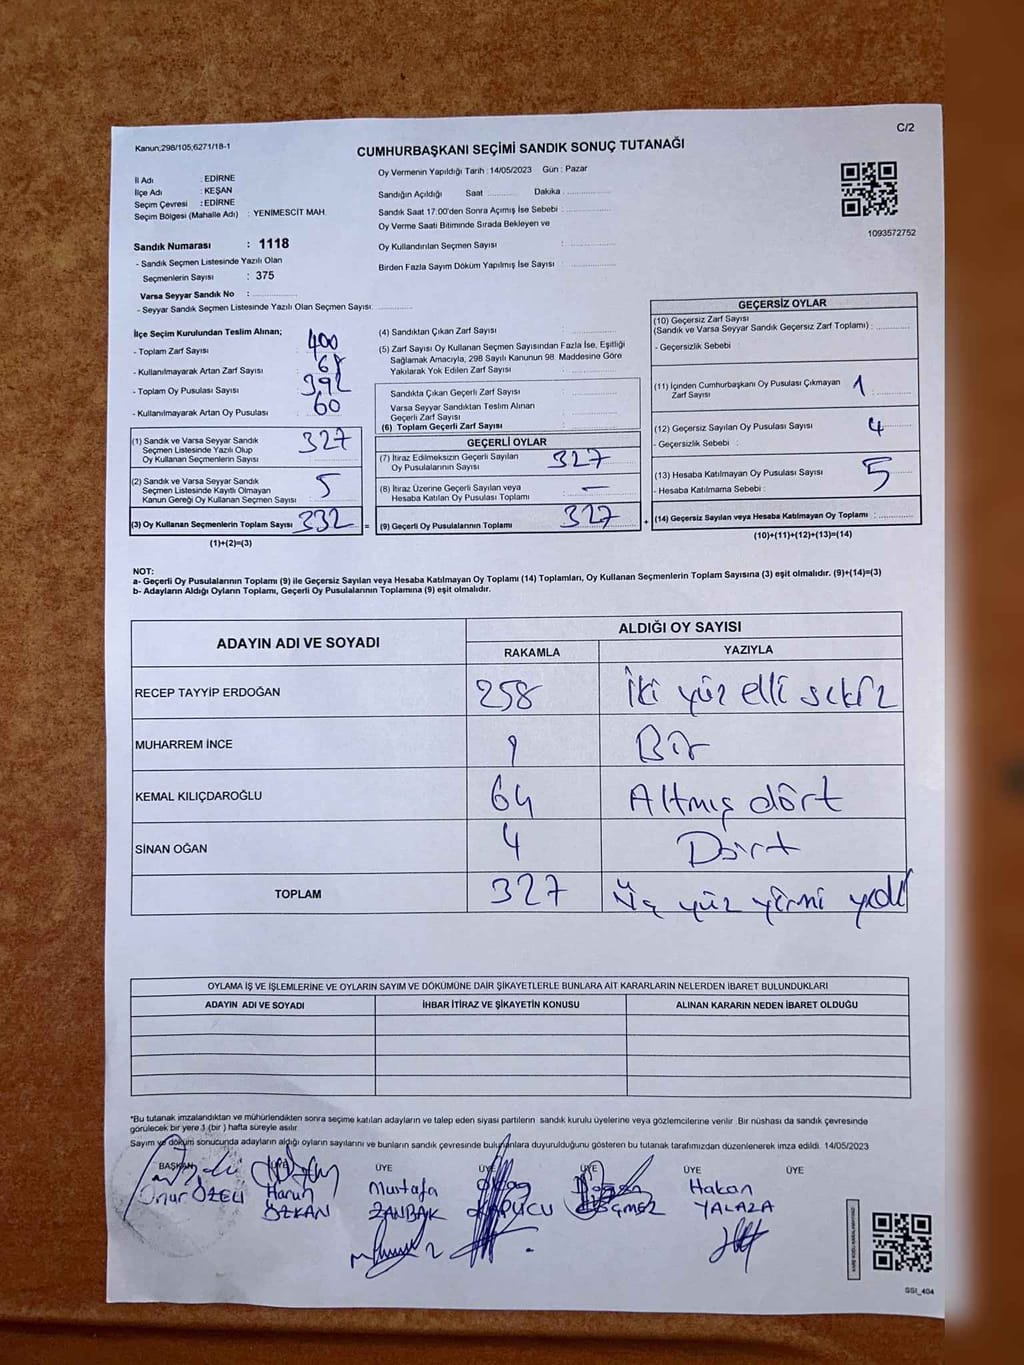 C/2
Kanun;298/105;6271/18-1
CUMHURBAŞKANI SEÇİMİ SANDIK SONUÇ TUTANAĞI
İl Adı : EDİRNE
İlçe Adı : KEŞAN
Seçim Çevresi : EDİRNE
Seçim Bölgesi (Mahalle Adı) : YENIMESCIT MAH.
Sandık Numarası : 1118
- Sandık Seçmen Listesinde Yazılı Olan
Seçmenlerin Sayısı : 375
Varsa Seyyar Sandık No :
- Seyyar Sandık Seçmen Listesinde Yazılı Olan Seçmen Sayısı:
Oy Vermenin Yapıldığı Tarih : 14/05/2023 Gün : Pazar
Sandığın Açıldığı Saat Dakika
Sandık Saat 17:00'den Sonra Açımış İse Sebebi :
Oy Verme Saati Bitiminde Sırada Bekleyen ve
Oy Kullandırılan Seçmen Sayısı :
Birden Fazla Sayım Döküm Yapılmış İse Sayısı :
1093572752
İlçe Seçim Kurulundan Teslim Alınan;
- Toplam Zarf Sayısı : 400
- Kullanılmayarak Artan Zarf Sayısı : 68
- Toplam Oy Pusulası Sayısı : 392
- Kullanılmayarak Artan Oy Pusulası : 60
(1) Sandık ve Varsa Seyyar Sandık
Seçmen Listesinde Yazılı Olup
Oy Kullanan Seçmenlerin Sayısı : 327
(2) Sandık ve Varsa Seyyar Sandık
Seçmen Listesinde Kayıtlı Olmayan
Kanun Gereği Oy Kullanan Seçmen Sayısı : 5
(3) Oy Kullanan Seçmenlerin Toplam Sayısı : 332 =
(1)+(2)=(3)
(4) Sandıktan Çıkan Zarf Sayısı :
(5) Zarf Sayısı Oy Kullanan Seçmen Sayısından Fazla İse, Eşitliği
Sağlamak Amacıyla; 298 Sayılı Kanunun 98. Maddesine Göre
Yakılarak Yok Edilen Zarf Sayısı :
Sandıkta Çıkan Geçerli Zarf Sayısı :
Varsa Seyyar Sandıktan Teslim Alınan
Geçerli Zarf Sayısı :
(6) Toplam Geçerli Zarf Sayısı :
GEÇERLİ OYLAR
(7) İtiraz Edilmeksizin Geçerli Sayılan
Oy Pusulalarının Sayısı : 327
(8) İtiraz Üzerine Geçerli Sayılan veya
Hesaba Katılan Oy Pusulası Toplamı : -
(9) Geçerli Oy Pusulalarının Toplamı : 327 +
GEÇERSİZ OYLAR
(10) Geçersiz Zarf Sayısı
(Sandık ve Varsa Seyyar Sandık Geçersiz Zarf Toplamı) :
- Geçersizlik Sebebi :
(11) İçinden Cumhurbaşkanı Oy Pusulası Çıkmayan
Zarf Sayısı : 1
(12) Geçersiz Sayılan Oy Pusulası Sayısı : 4
- Geçersizlik Sebebi :
(13) Hesaba Katılmayan Oy Pusulası Sayısı : 5
- Hesaba Katılmama Sebebi :
(14) Geçersiz Sayılan veya Hesaba Katılmayan Oy Toplamı :
(10)+(11)+(12)+(13)=(14)
NOT:
a- Geçerli Oy Pusulalarının Toplamı (9) ile Geçersiz Sayılan veya Hesaba Katılmayan Oy Toplamı (14) Toplamları, Oy Kullanan Seçmenlerin Toplam Sayısına (3) eşit olmalıdır. (9)+(14)=(3)
b- Adayların Aldığı Oyların Toplamı, Geçerli Oy Pusulalarının Toplamına (9) eşit olmalıdır.
ADAYIN ADI VE SOYADI
ALDIĞI OY SAYISI
RAKAMLA YAZIYLA
RECEP TAYYİP ERDOĞAN 258 İki yüz elli sekiz
MUHARREM İNCE 1 Bir
KEMAL KILIÇDAROĞLU 64 Altmış dört
SİNAN OĞAN 4 Dört
TOPLAM 327 Üç yüz yirmi yedi
OYLAMA İŞ VE İŞLEMLERİNE VE OYLARIN SAYIM VE DÖKÜMÜNE DAİR ŞİKAYETLERLE BUNLARA AİT KARARLARIN NELERDEN İBARET BULUNDUKLARI
ADAYIN ADI VE SOYADI İHBAR İTİRAZ VE ŞİKAYETİN KONUSU ALINAN KARARIN NEDEN İBARET OLDUĞU
*Bu tutanak imzalandıktan ve mühürlendikten sonra seçime katılan adayların ve talep eden siyasi partilerin sandık kurulu üyelerine veya gözlemcilerine verilir. Bir nüshası da sandık çevresinde
görülecek bir yere 1 (bir) hafta süreyle asılır.
Sayım ve döküm sonucunda adayların aldığı oyların sayılarını ve bunların sandık çevresinde bulunanlara duyurulduğunu gösteren bu tutanak tarafımızdan düzenlenerek imza edildi. 14/05/2023
BAŞKAN ÜYE ÜYE ÜYE ÜYE ÜYE ÜYE
Onur ÖZELİ Harun Mustafa Hakan
ÖZKAN ZANBAK KAPUCU YALAZA
SSI_404